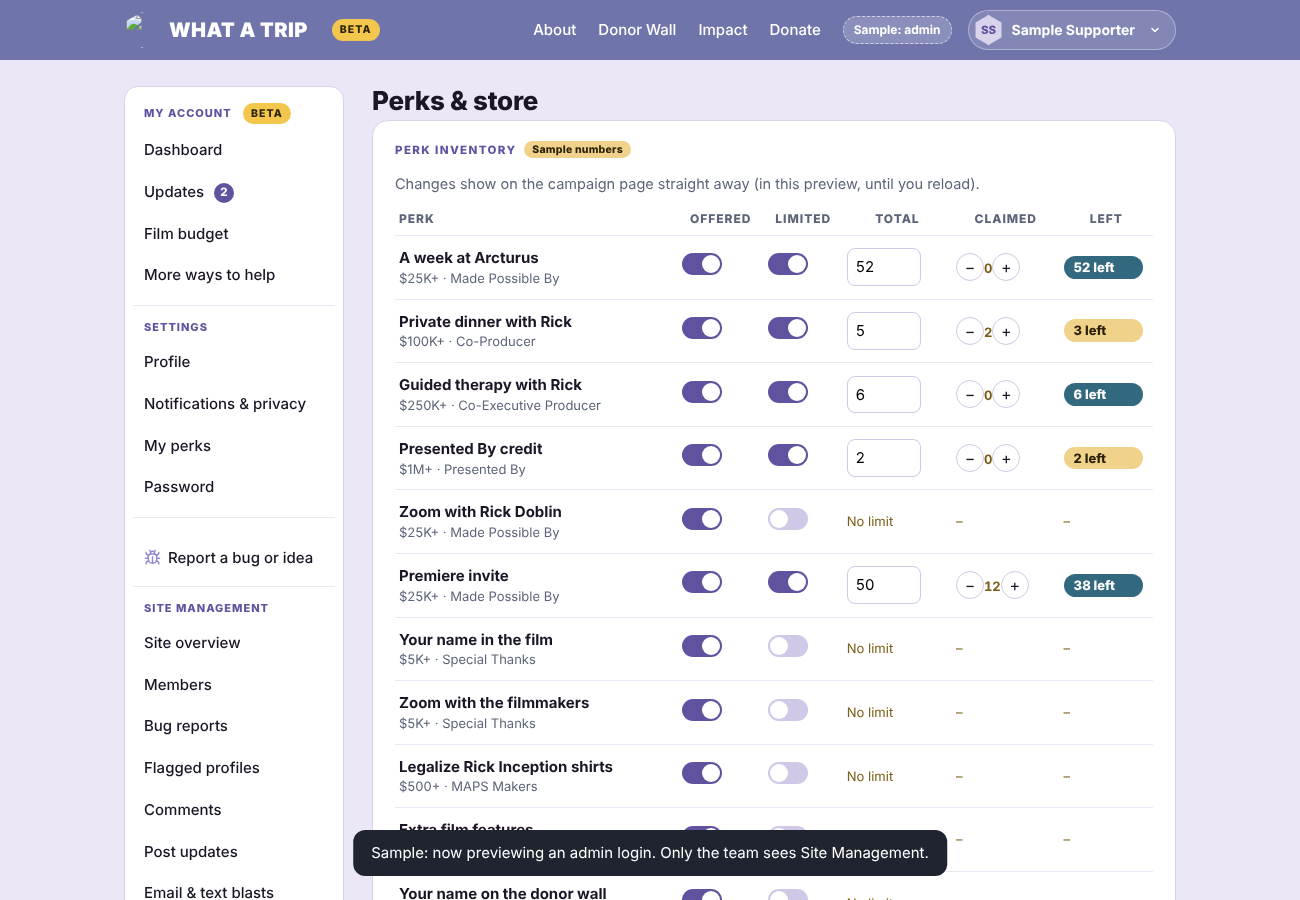 WHAT A TRIP BETA About Donor Wall Impact Donate Sample: admin SS Sample Supporter
MY ACCOUNT BETA
Dashboard
Updates 2
Film budget
More ways to help
SETTINGS
Profile
Notifications & privacy
My perks
Password
Report a bug or idea
SITE MANAGEMENT
Site overview
Members
Bug reports
Flagged profiles
Comments
Post updates
Email & text blasts
Perks & store
PERK INVENTORY Sample numbers
Changes show on the campaign page straight away (in this preview, until you reload).
PERK OFFERED LIMITED TOTAL CLAIMED LEFT
A week at Arcturus
$25K+ · Made Possible By
52 − 0 + 52 left
Private dinner with Rick
$100K+ · Co-Producer
5 − 2 + 3 left
Guided therapy with Rick
$250K+ · Co-Executive Producer
6 − 0 + 6 left
Presented By credit
$1M+ · Presented By
2 − 0 + 2 left
Zoom with Rick Doblin
$25K+ · Made Possible By
No limit – –
Premiere invite
$25K+ · Made Possible By
50 − 12 + 38 left
Your name in the film
$5K+ · Special Thanks
No limit – –
Zoom with the filmmakers
$5K+ · Special Thanks
No limit – –
Legalize Rick Inception shirts
$500+ · MAPS Makers
No limit – –
Extra film features
– –
Sample: now previewing an admin login. Only the team sees Site Management.
Your name on the donor wall